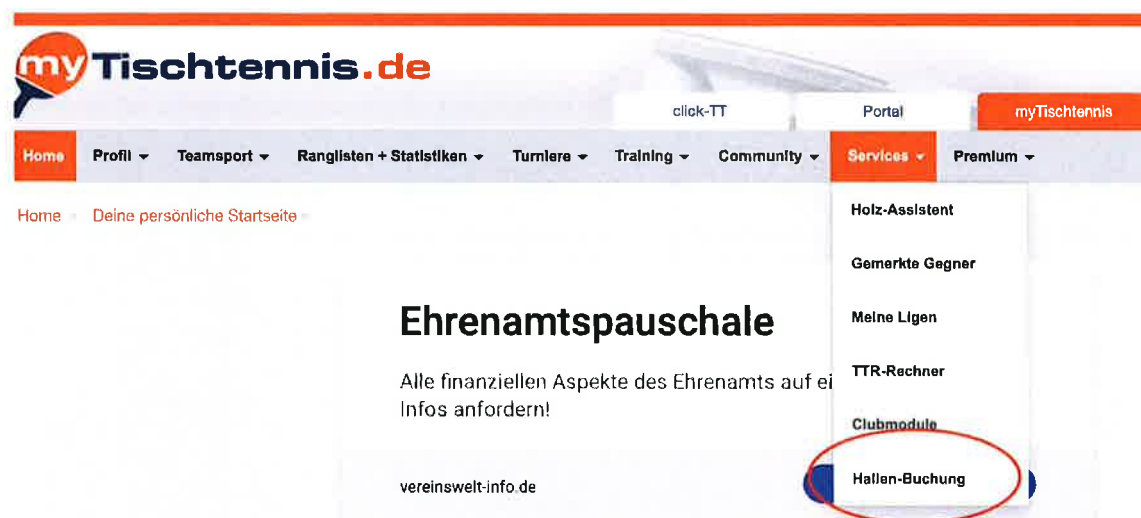 myTischtennis.de
click-TT Portal myTischtennis
Home Profil Teamsport Ranglisten + Statistiken Turniere Training Community Services Premium
Home Deine persönliche Startseite
Holz-Assistent
Gemerkte Gegner
Meine Ligen
TTR-Rechner
Clubmodule
Hallen-Buchung
Ehrenamtspauschale
Alle finanziellen Aspekte des Ehrenamts auf ei
Infos anfordern!
vereinswelt-info.de